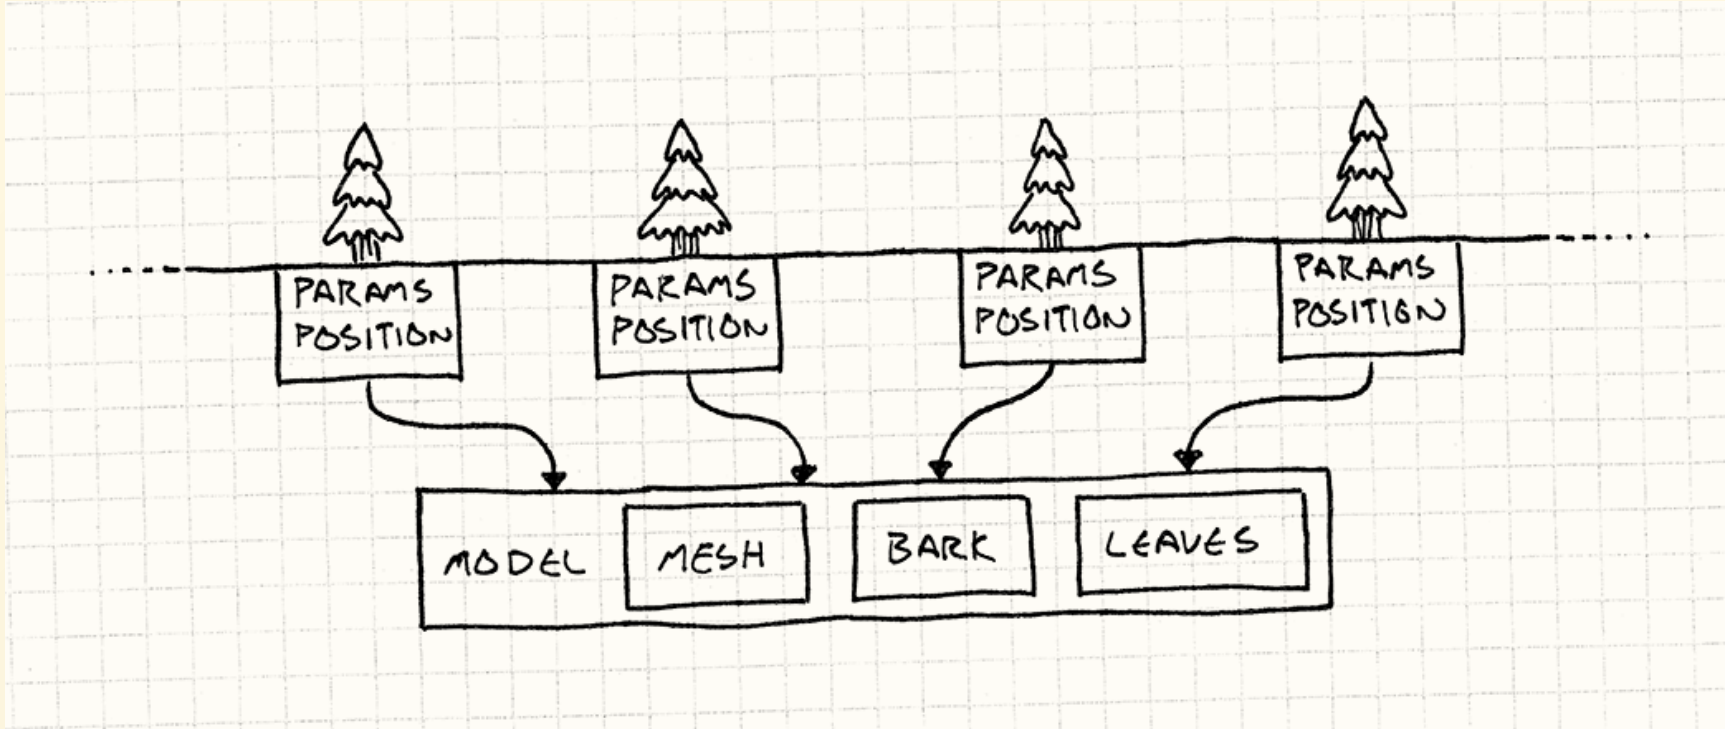 PARAMS
POSITION
PARAMS
POSITION
PARAMS
POSITION
PARAMS
POSITION
MODEL
MESH
BARK
LEAVES